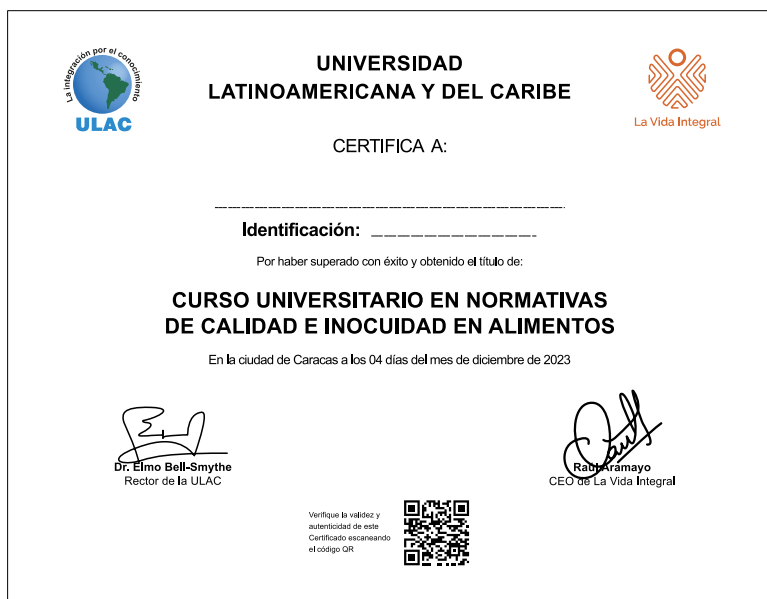 La integración por el conocimiento
ULAC
UNIVERSIDAD
LATINOAMERICANA Y DEL CARIBE
La Vida Integral
CERTIFICA A:
Identificación:
Por haber superado con éxito y obtenido el título de:
CURSO UNIVERSITARIO EN NORMATIVAS
DE CALIDAD E INOCUIDAD EN ALIMENTOS
En la ciudad de Caracas a los 04 días del mes de diciembre de 2023
Dr. Elmo Bell-Smythe
Rector de la ULAC
Raúl Aramayo
CEO de La Vida Integral
Verifique la validez y
autenticidad de este
Certificado escaneando
el código QR